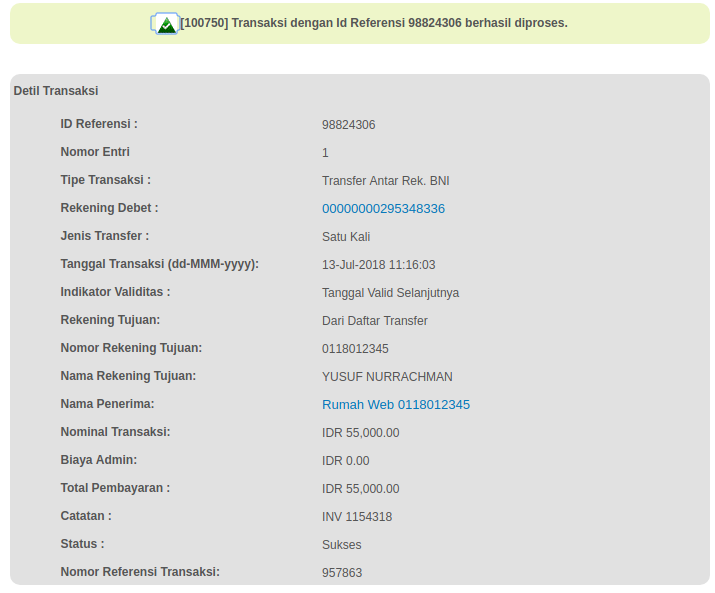 [100750] Transaksi dengan Id Referensi 98824306 berhasil diproses.
Detil Transaksi
ID Referensi : 98824306
Nomor Entri 1
Tipe Transaksi : Transfer Antar Rek. BNI
Rekening Debet : 00000000295348336
Jenis Transfer : Satu Kali
Tanggal Transaksi (dd-MMM-yyyy): 13-Jul-2018 11:16:03
Indikator Validitas : Tanggal Valid Selanjutnya
Rekening Tujuan: Dari Daftar Transfer
Nomor Rekening Tujuan: 0118012345
Nama Rekening Tujuan: YUSUF NURRACHMAN
Nama Penerima: Rumah Web 0118012345
Nominal Transaksi: IDR 55,000.00
Biaya Admin: IDR 0.00
Total Pembayaran : IDR 55,000.00
Catatan : INV 1154318
Status : Sukses
Nomor Referensi Transaksi: 957863